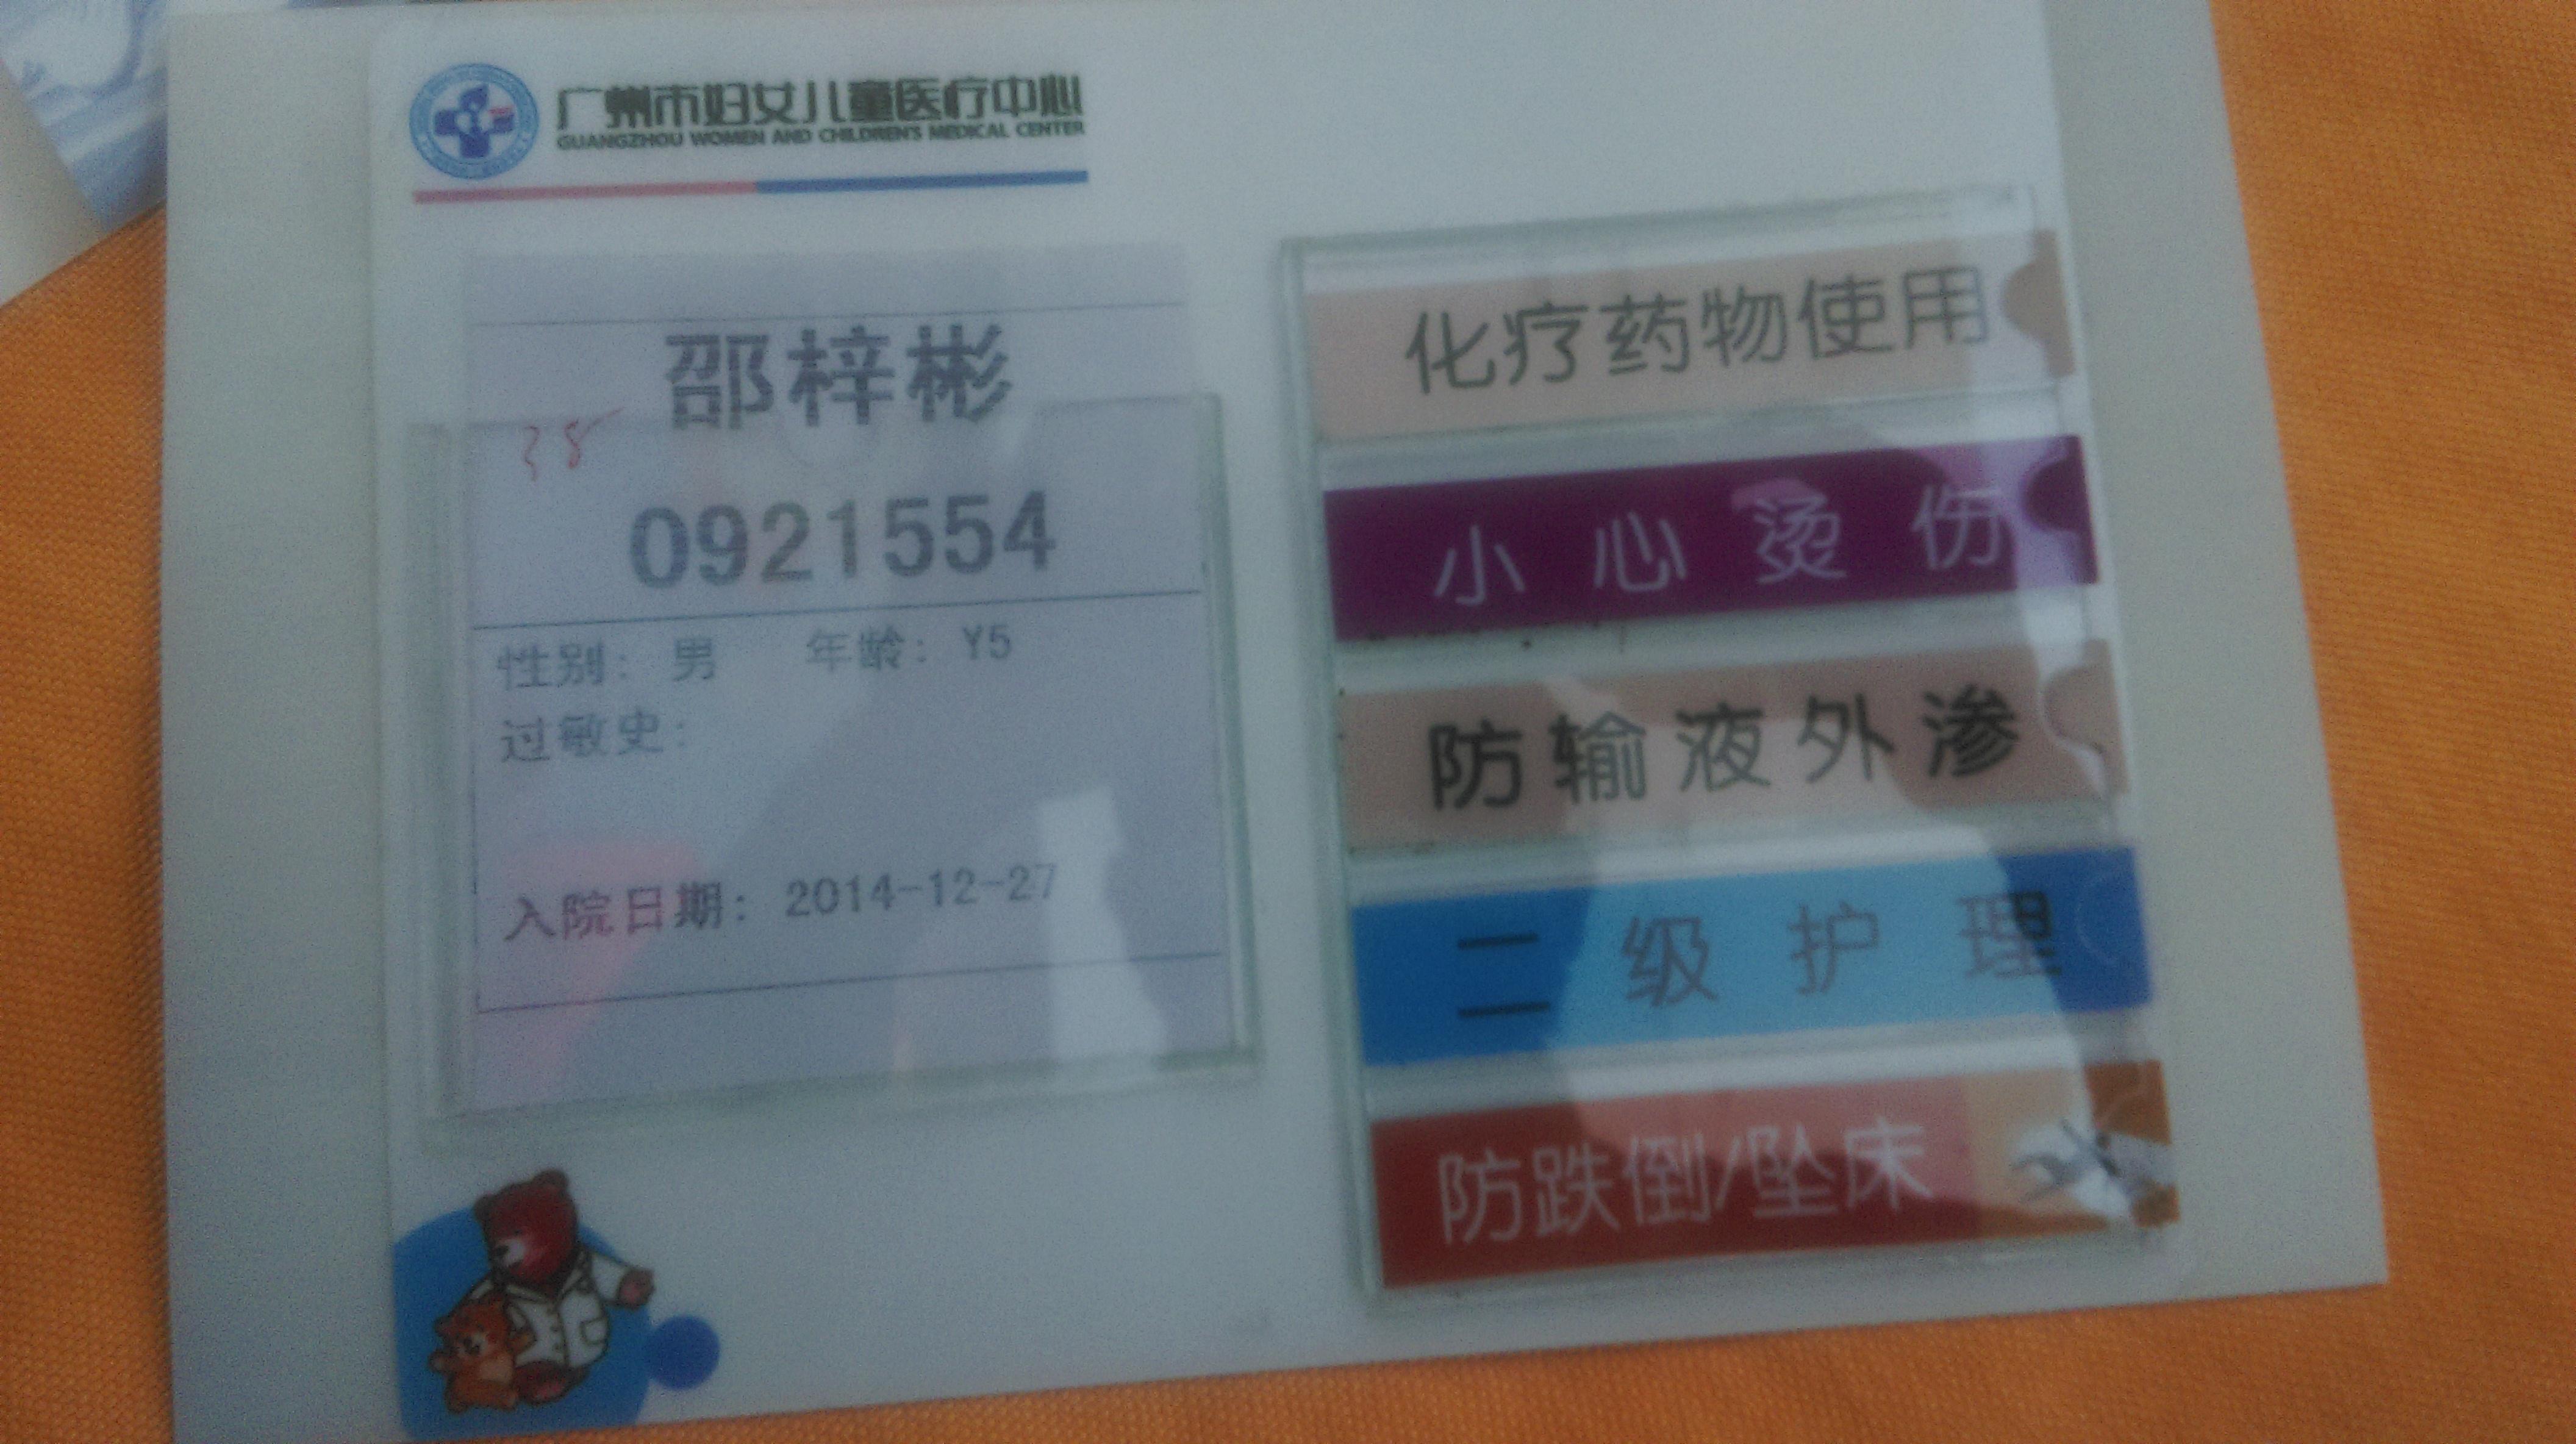 广州市妇女儿童医疗中心
GUANGZHOU WOMEN AND CHILDREN'S MEDICAL CENTER
邵梓彬
38
0921554
性别: 男 年龄: Y5
过敏史:
入院日期: 2014-12-27
化疗药物使用
小心烫伤
防输液外渗
二级护理
防跌倒/坠床